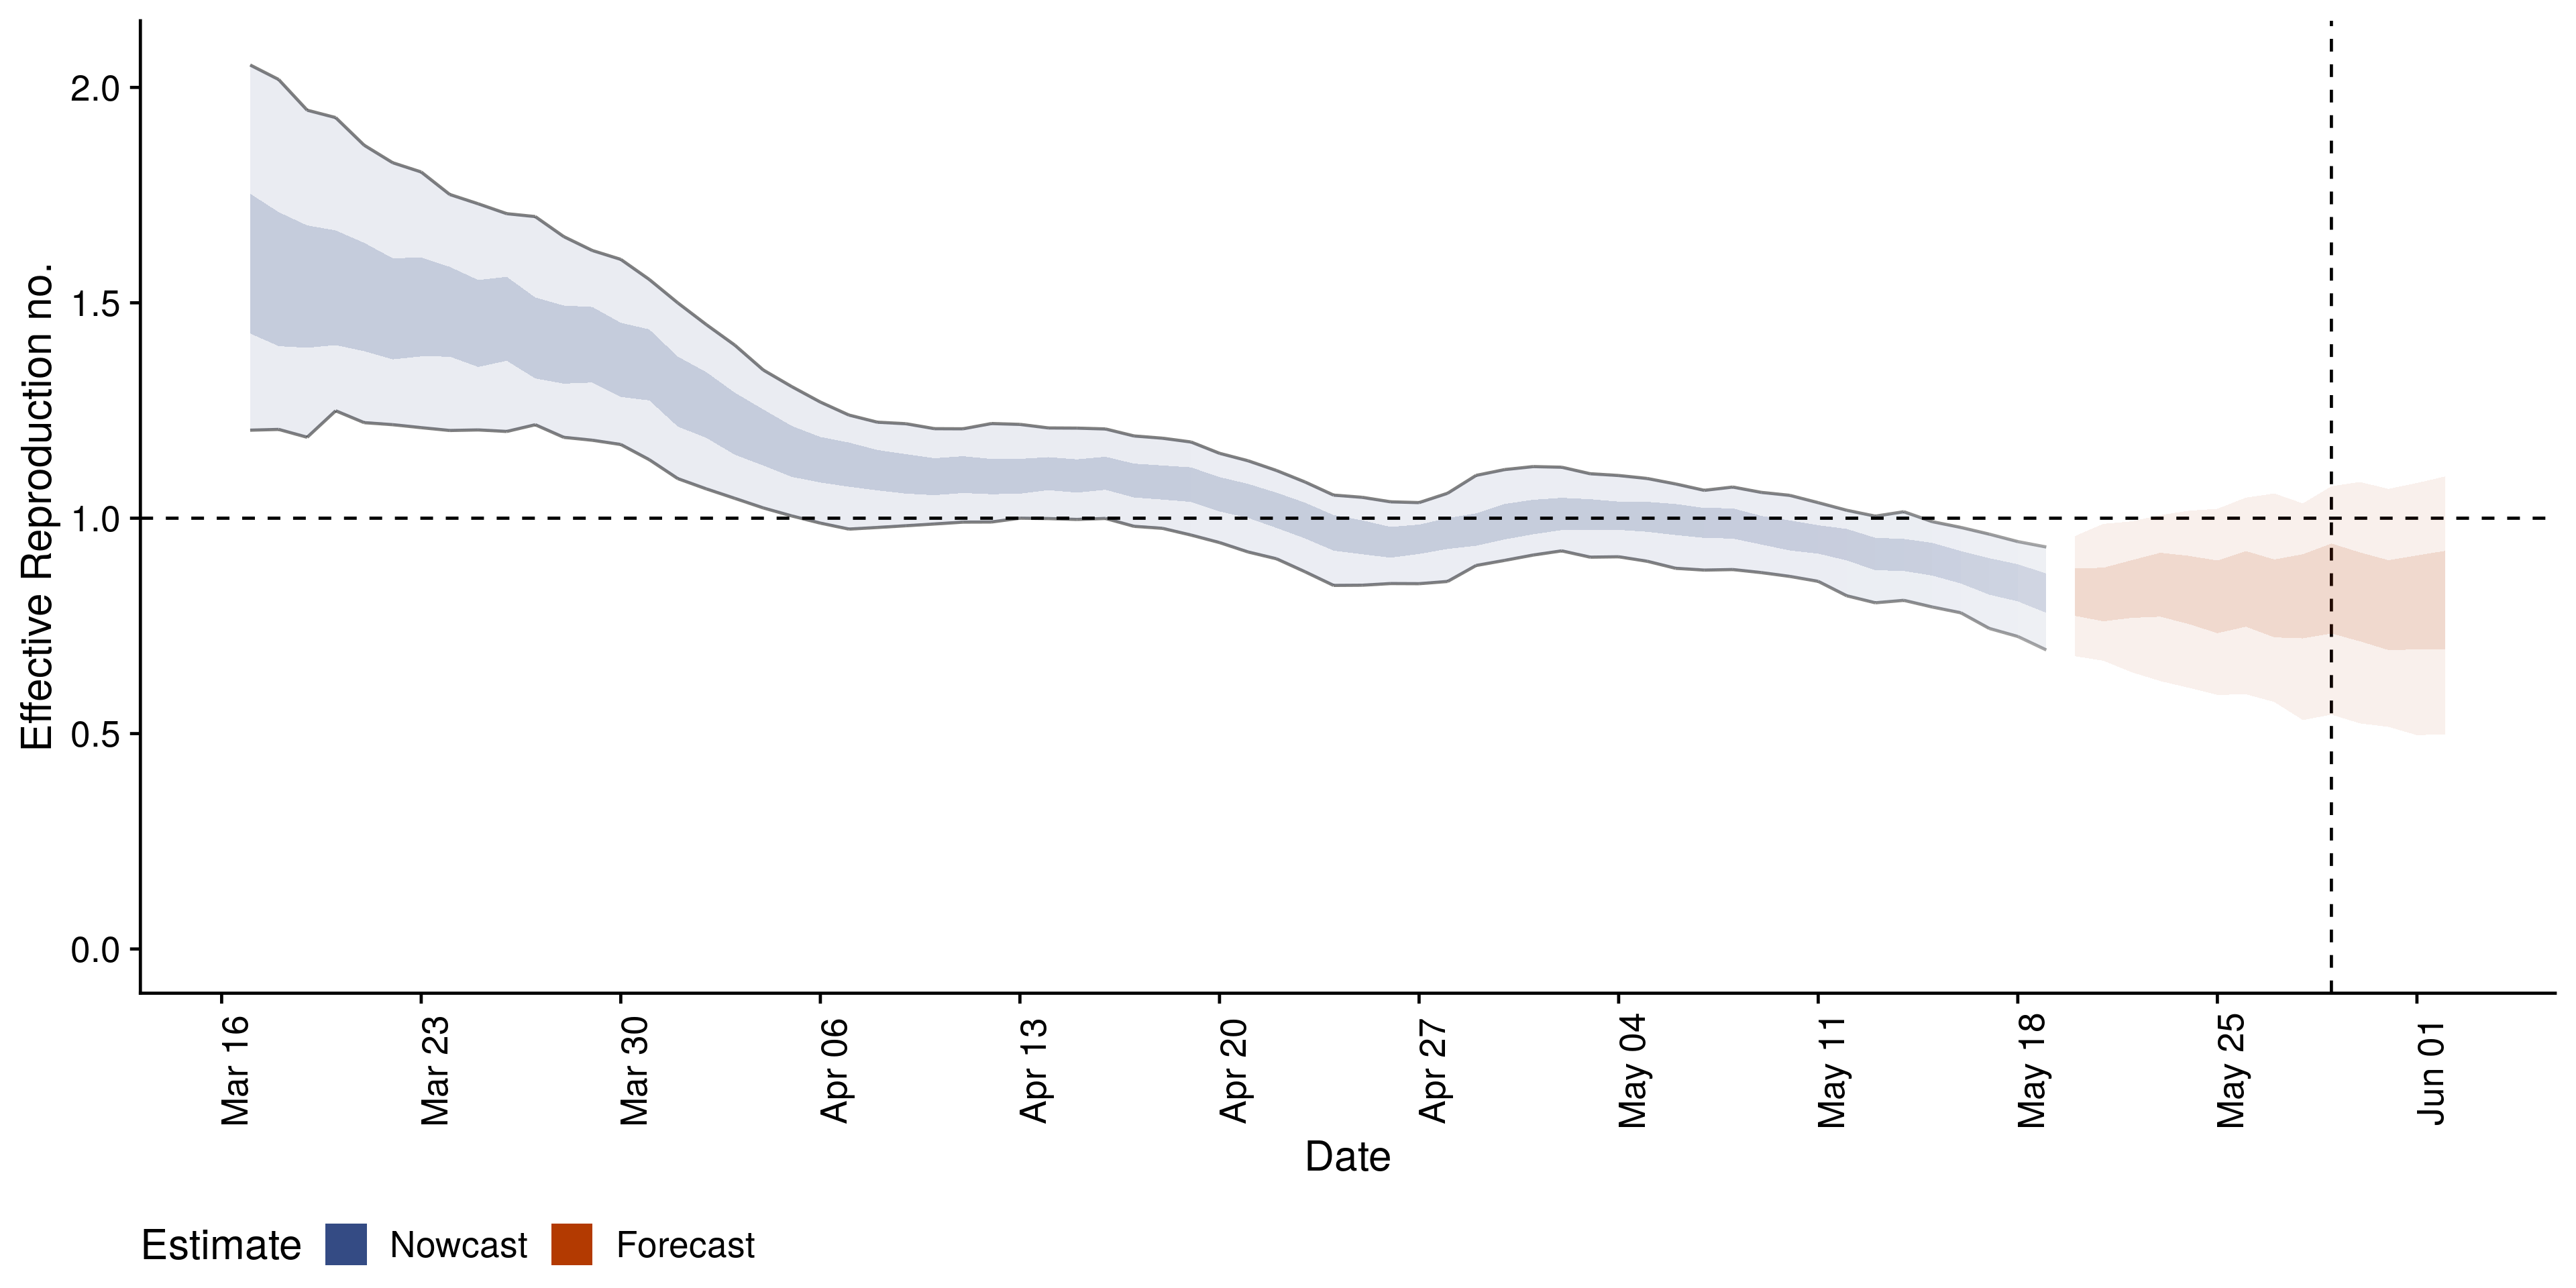 Effective Reproduction no.
2.0
1.5
1.0
0.5
0.0
Mar 16
Mar 23
Mar 30
Apr 06
Apr 13
Apr 20
Apr 27
May 04
May 11
May 18
May 25
Jun 01
Date
Estimate Nowcast Forecast